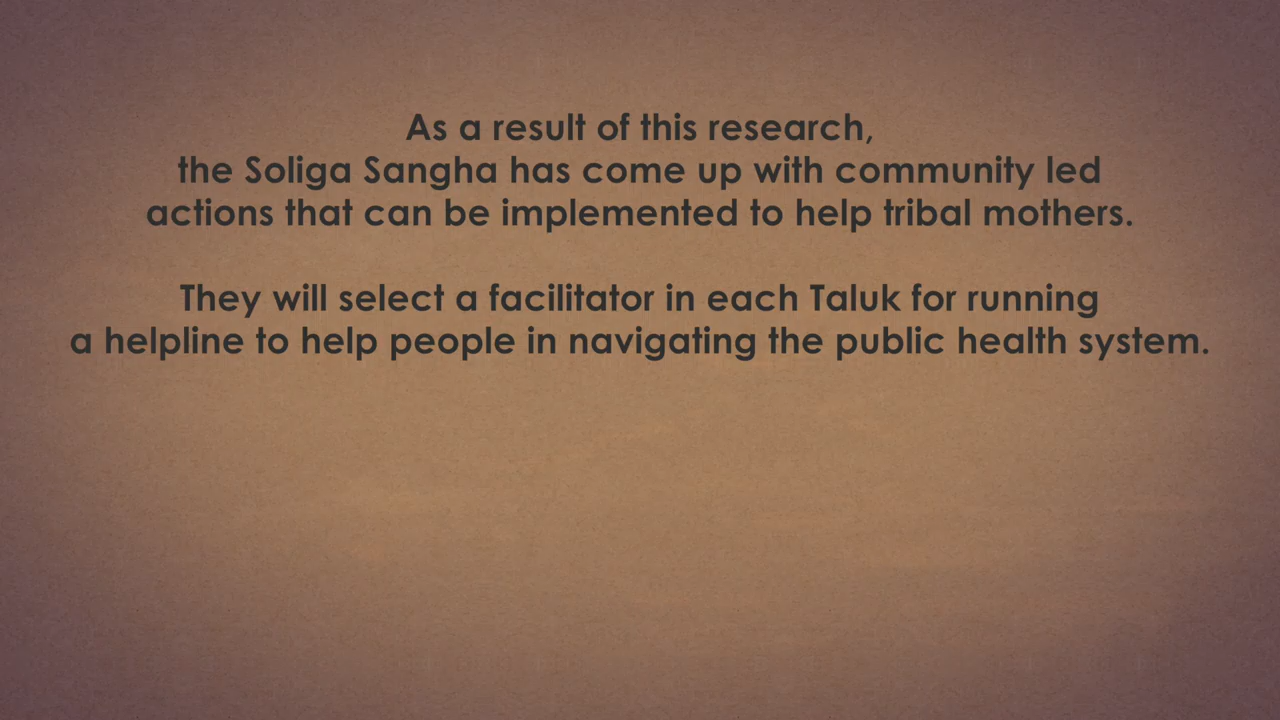 As a result of this research,
the Soliga Sangha has come up with community led
actions that can be implemented to help tribal mothers.
They will select a facilitator in each Taluk for running
a helpline to help people in navigating the public health system.